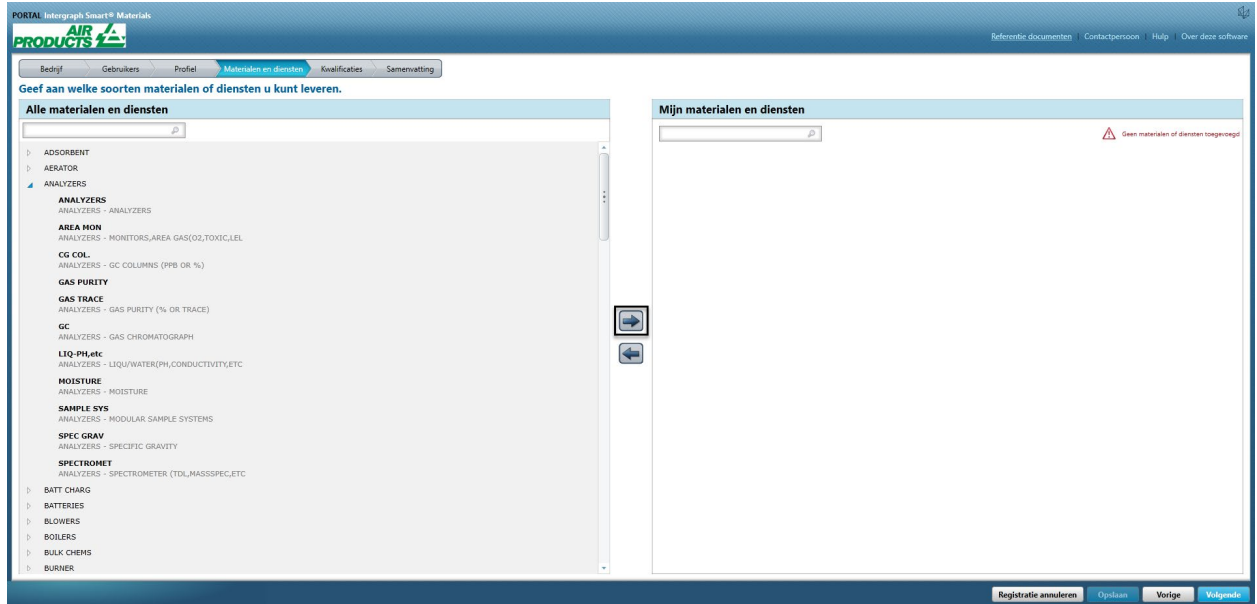 PORTAL Intergraph Smart® Materials
AIR
PRODUCTS
Referentie documenten | Contactpersoon | Hulp | Over deze software
Bedrijf Gebruikers Profiel Materialen en diensten Kwalificaties Samenvatting
Geef aan welke soorten materialen of diensten u kunt leveren.
Alle materialen en diensten
Mijn materialen en diensten
Geen materialen of diensten toegevoegd
ADSORBENT
AERATOR
ANALYZERS
ANALYZERS
ANALYZERS - ANALYZERS
AREA MON
ANALYZERS - MONITORS,AREA GAS(O2,TOXIC,LEL
CG COL.
ANALYZERS - GC COLUMNS (PPB OR %)
GAS PURITY
GAS TRACE
ANALYZERS - GAS PURITY (% OR TRACE)
GC
ANALYZERS - GAS CHROMATOGRAPH
LIQ-PH,etc
ANALYZERS - LIQU/WATER(PH,CONDUCTIVITY,ETC
MOISTURE
ANALYZERS - MOISTURE
SAMPLE SYS
ANALYZERS - MODULAR SAMPLE SYSTEMS
SPEC GRAV
ANALYZERS - SPECIFIC GRAVITY
SPECTROMET
ANALYZERS - SPECTROMETER (TDL,MASSSPEC,ETC
BATT CHARG
BATTERIES
BLOWERS
BOILERS
BULK CHEMS
BURNER
Registratie annuleren Opslaan Vorige Volgende